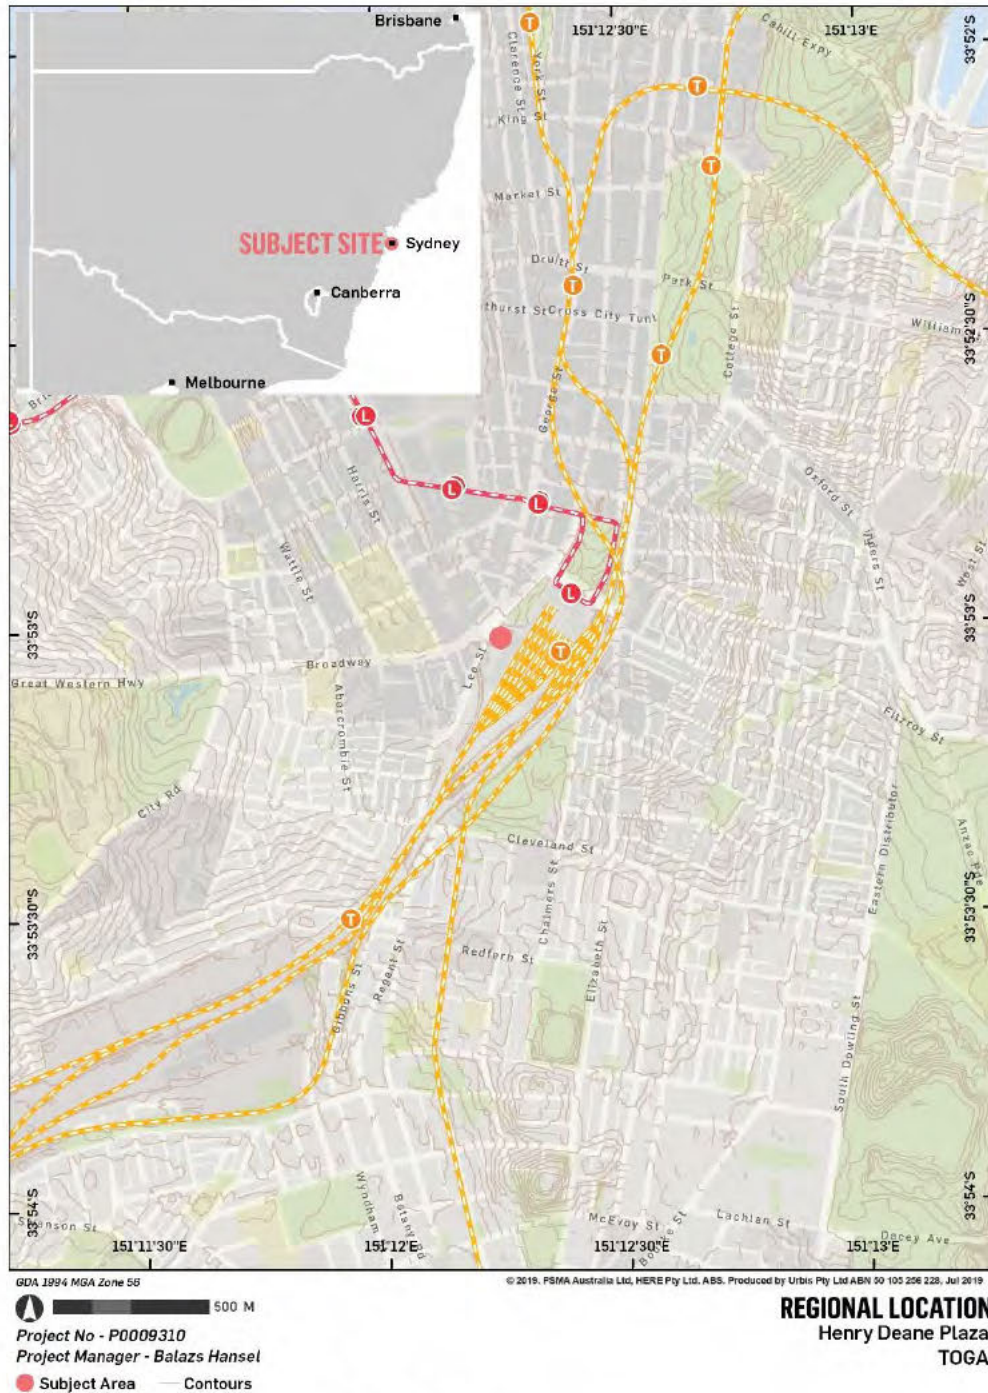 Brisbane
151°12'30"E
151°13'E
33°52'S
Cahill Expy
Clarence St
York St
King St
Market St
SUBJECT SITE
Sydney
Druitt St
Park St
Canberra
thurst St
Cross City Tun
College St
William
33°52'30"S
Melbourne
George St
Harris St
Oxford St
Wattle St
West St
33°53'S
33°53'S
Broadway
Lee St
Great Western Hwy
Abercrombie St
Fitzroy St
City Rd
Cleveland St
Eastern Distributor
Anzac Pde
33°53'30"S
33°53'30"S
Chalmers St
Redfern St
Elizabeth St
Regent St
Gibbons St
South Dowling St
33°54'S
33°54'S
Wyndham
Botany Rd
McEvoy St
Lachlan St
Dacey Ave
151°11'30"E
151°12'E
151°12'30"E
151°13'E
GDA 1994 MGA Zone 56
© 2019. PSMA Australia Ltd, HERE Pty Ltd. ABS. Produced by Urbis Pty Ltd ABN 50 105 256 228, Jul 2019
500 M
REGIONAL LOCATION
Henry Deane Plaza
TOGA
Project No - P0009310
Project Manager - Balazs Hansel
Subject Area
Contours
T
T
T
T
T
T
T
L
L
L
L